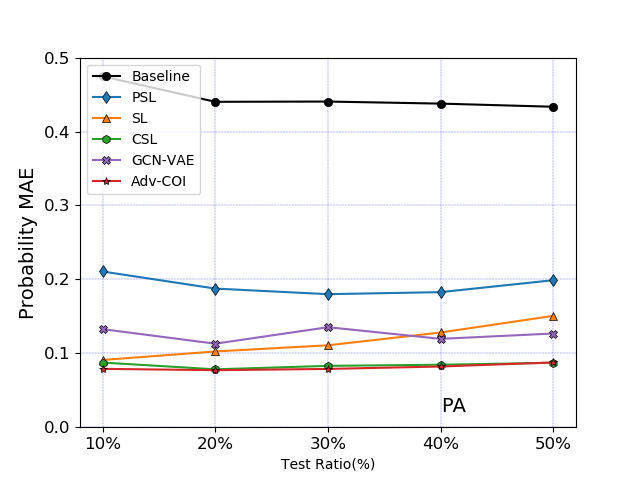 0.5
0.4
0.3
0.2
0.1
0.0
Probability MAE
Baseline
PSL
SL
CSL
GCN-VAE
Adv-COI
PA
10%
20%
30%
40%
50%
Test Ratio(%)